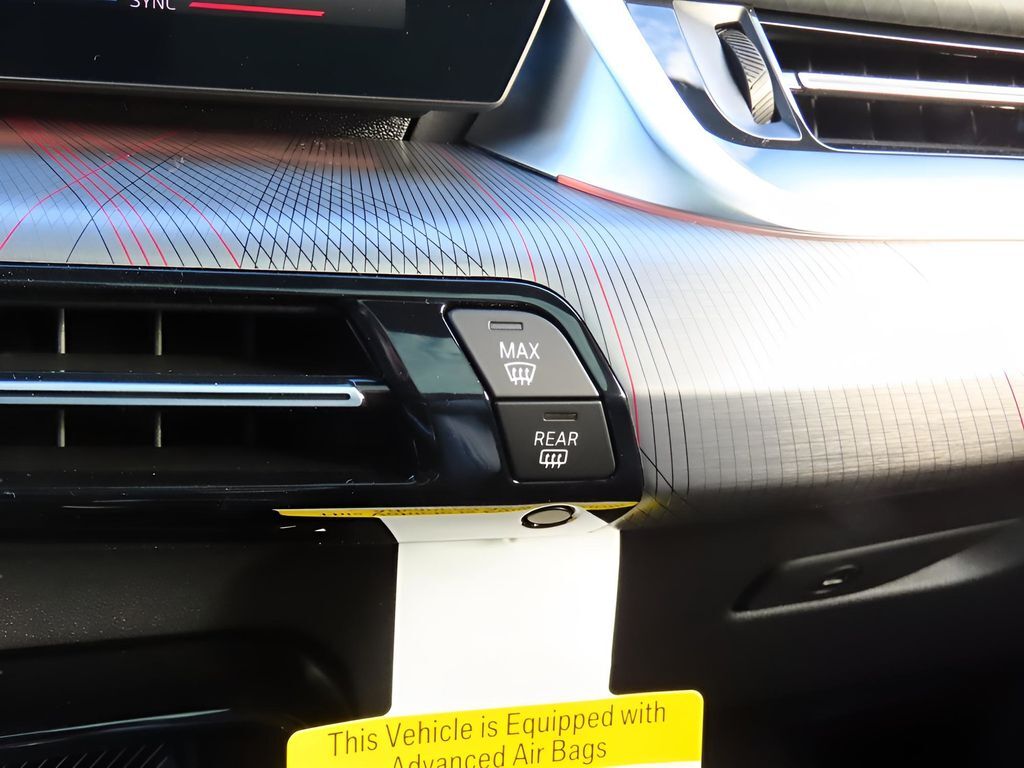 SYNC
MAX
REAR
This Vehicle is Equipped with
Advanced Air Bags